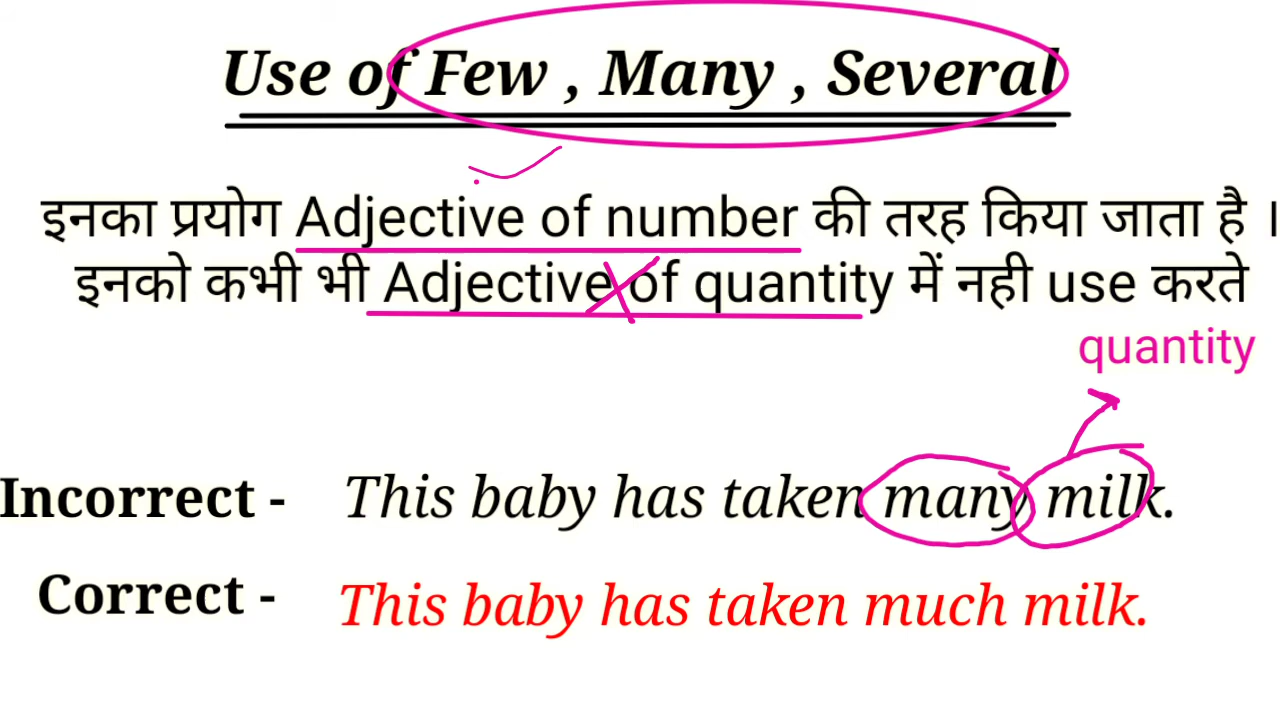 Use of Few , Many , Several
इनका प्रयोग Adjective of number की तरह किया जाता है ।
इनको कभी भी Adjective of quantity में नही use करते
quantity
Incorrect - This baby has taken many milk.
Correct - This baby has taken much milk.